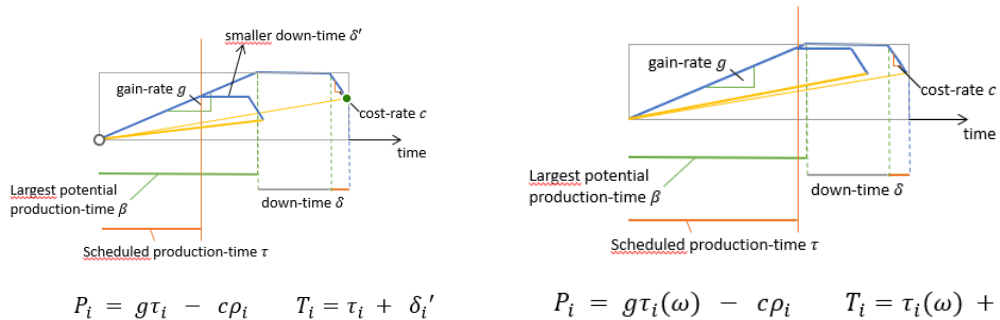 smaller down-time δ′
gain-rate g
cost-rate c
time
Largest potential
production-time β
down-time δ
Scheduled production-time τ
P_i = gτ_i − cρ_i T_i = τ_i + δ_i′
gain-rate g
cost-rate c
time
Largest potential
production-time β
down-time δ
Scheduled production-time τ
P_i = gτ_i(ω) − cρ_i T_i = τ_i(ω) +